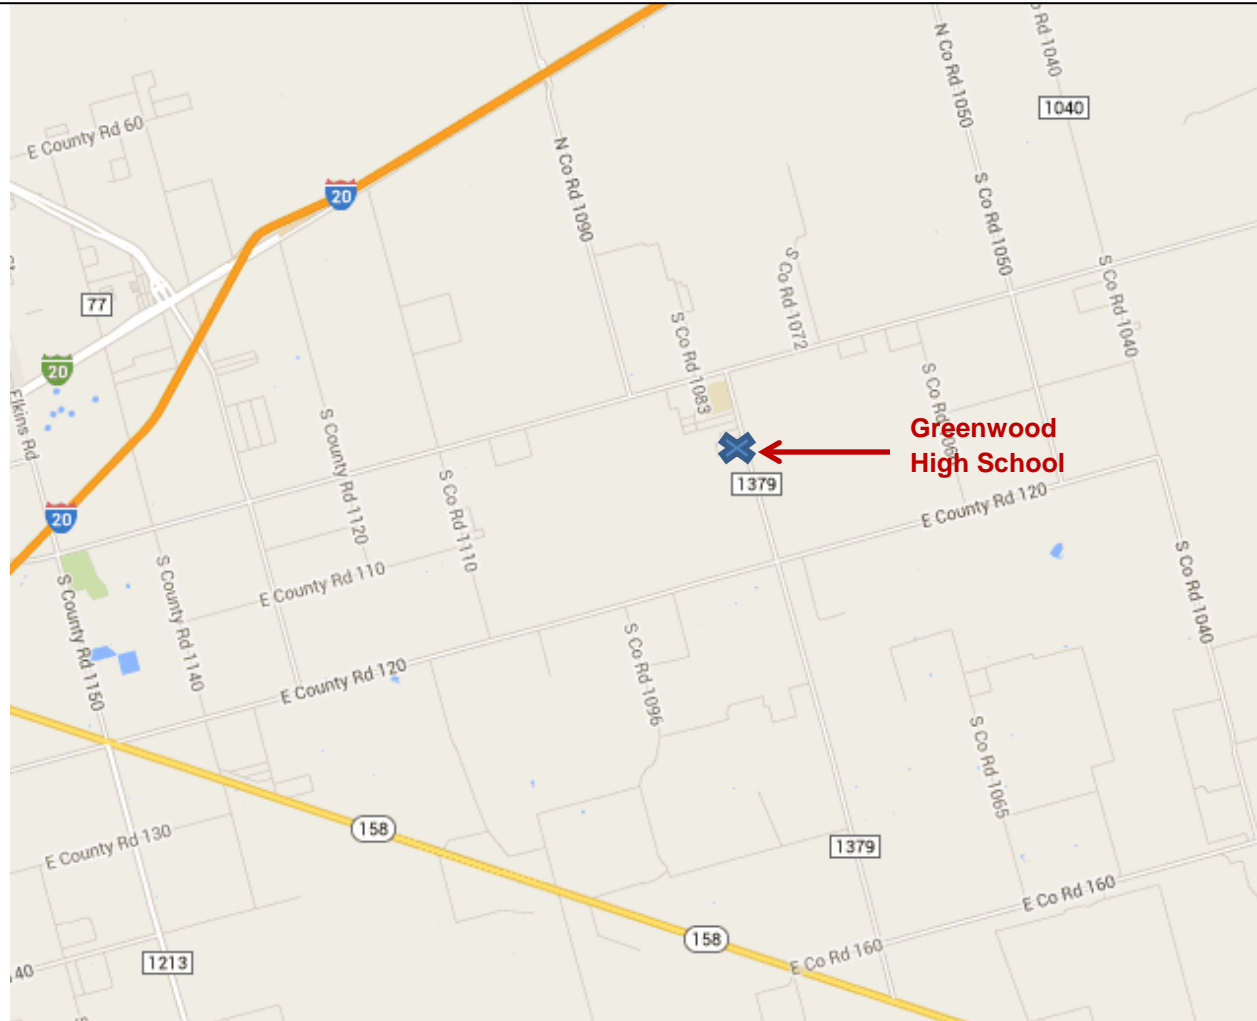 Rd 1040
N Co Rd 1050
1040
E County Rd 60
N Co Rd 1090
20
S Co Rd 1050
S Co Rd 1072
S Co Rd 1040
77
S Co Rd 1083
20
Elkins Rd
S Co Rd
Greenwood
High School
S County Rd 1120
S Co Rd 1110
1379
E County Rd 120
20
S County Rd 1150
S County Rd 1140
E County Rd 110
S Co Rd 1040
S Co Rd 1096
E County Rd 120
S Co Rd 1065
158
E County Rd 130
1379
E Co Rd 160
158
E Co Rd 160
1213
40